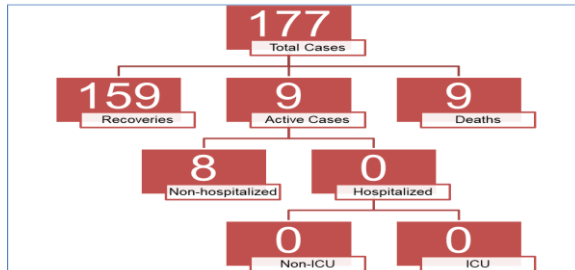 177
Total Cases
159
Recoveries
9
Active Cases
9
Deaths
8
Non-hospitalized
0
Hospitalized
0
Non-ICU
0
ICU